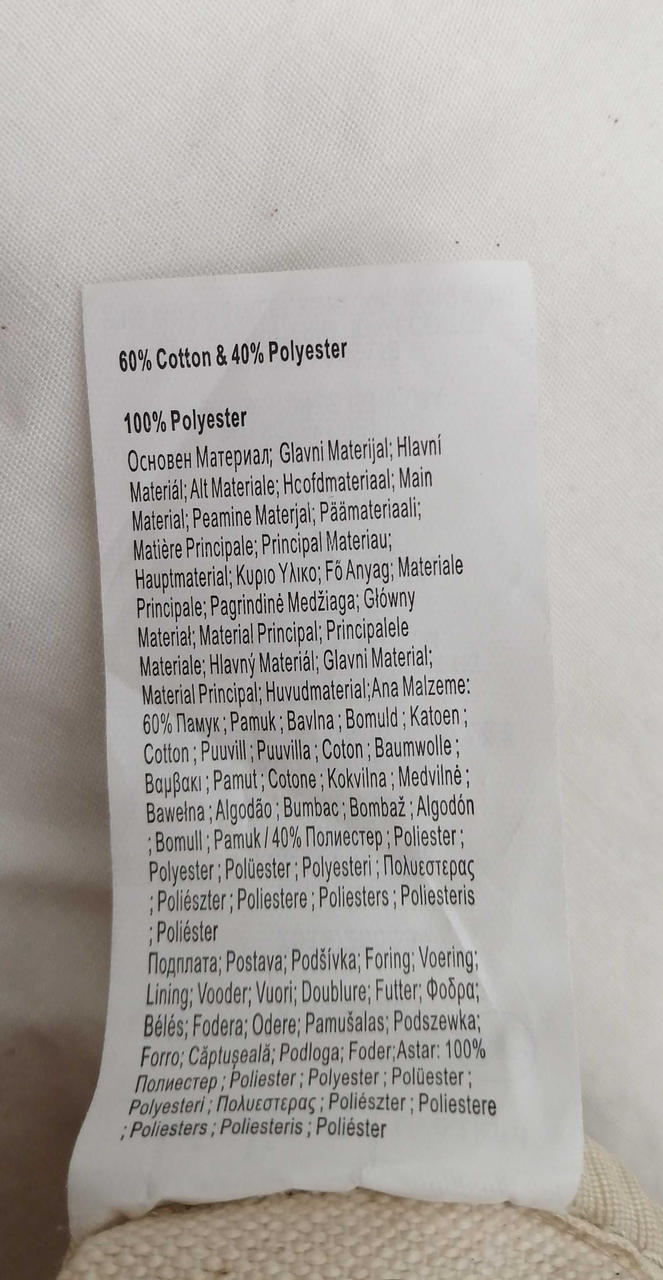 60% Cotton & 40% Polyester
100% Polyester
Основен Материал; Glavni Materijal; Hlavní
Materiál; Alt Materiale; Hcofdmateriaal; Main
Material; Peamine Materjal; Päämateriaali;
Matière Principale; Principal Materiau;
Hauptmaterial; Κυριο Υλικο; Fő Anyag; Materiale
Principale; Pagrindinė Medžiaga; Główny
Materiał; Material Principal; Principalele
Materiale; Hlavný Materiál; Glavni Material;
Material Principal; Huvudmaterial;Ana Malzeme:
60% Памук ; Pamuk ; Bavlna ; Bomuld ; Katoen ;
Cotton ; Puuvill ; Puuvilla ; Coton ; Baumwolle ;
Βαμβακι ; Pamut ; Cotone ; Kokvilna ; Medvilnė ;
Bawełna ; Algodão ; Bumbac ; Bombaž ; Algodón
; Bomull ; Pamuk / 40% Полиестер ; Poliester ;
Polyester ; Polüester ; Polyesteri ; Πολυεστερας
; Poliészter ; Poliestere ; Poliesters ; Poliesteris
; Poliéster
Подплата; Postava; Podšívka; Foring; Voering;
Lining; Vooder; Vuori; Doublure; Futter; Φοδρα;
Bélés; Fodera; Odere; Pamušalas; Podszewka;
Forro; Căptușeală; Podloga; Foder;Astar: 100%
Полиестер ; Poliester ; Polyester ; Polüester ;
Polyesteri ; Πολυεστερας ; Poliészter ; Poliestere
; Poliesters ; Poliesteris ; Poliéster